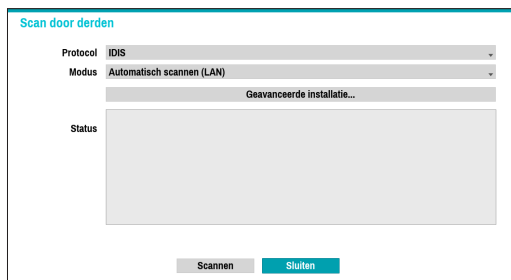 Scan door derden
Protocol IDIS
Modus Automatisch scannen (LAN)
Geavanceerde installatie...
Status
Scannen Sluiten